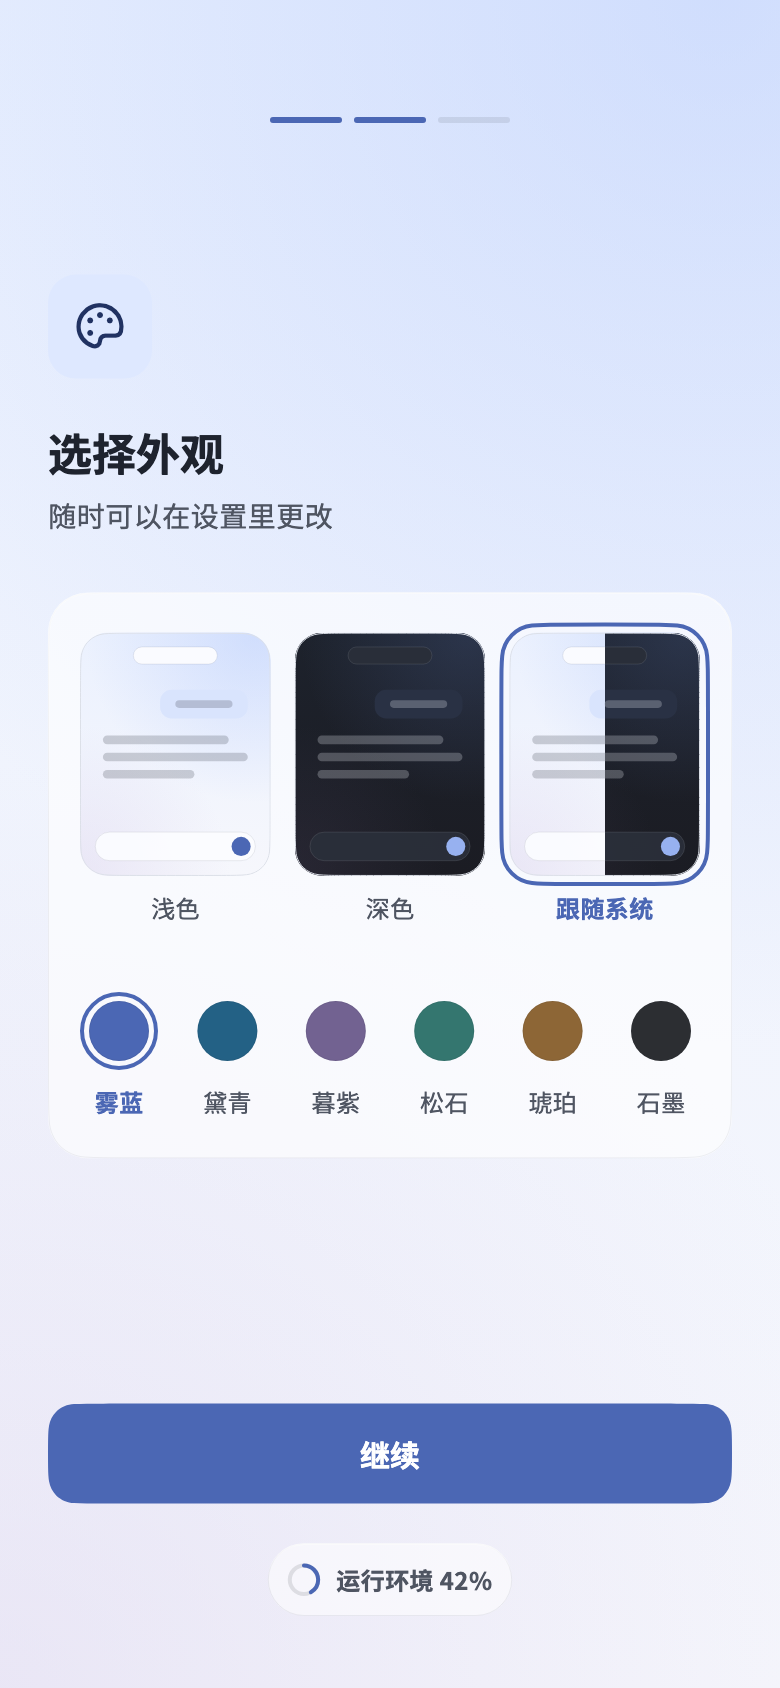 选择外观
随时可以在设置里更改
浅色
深色
跟随系统
雾蓝
黛青
暮紫
松石
琥珀
石墨
继续
运行环境 42%